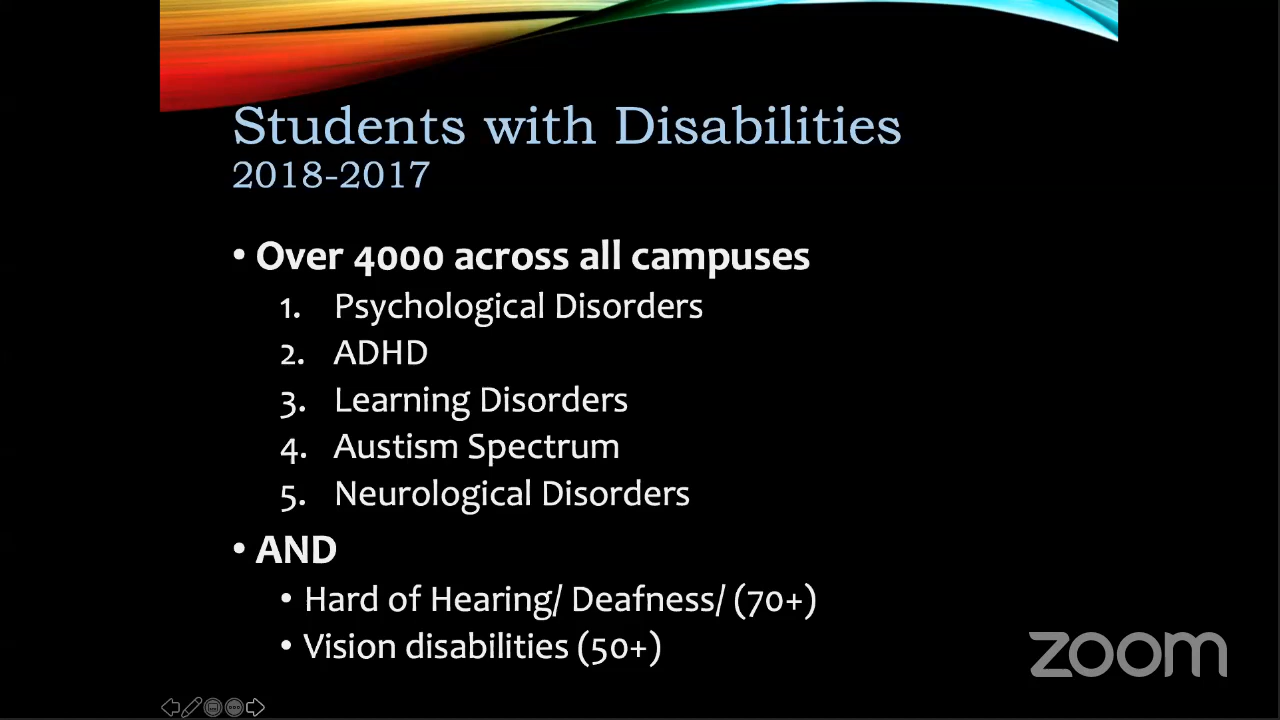 Students with Disabilities
2018-2017
• Over 4000 across all campuses
1. Psychological Disorders
2. ADHD
3. Learning Disorders
4. Austism Spectrum
5. Neurological Disorders
• AND
• Hard of Hearing/ Deafness/ (70+)
• Vision disabilities (50+)
zoom